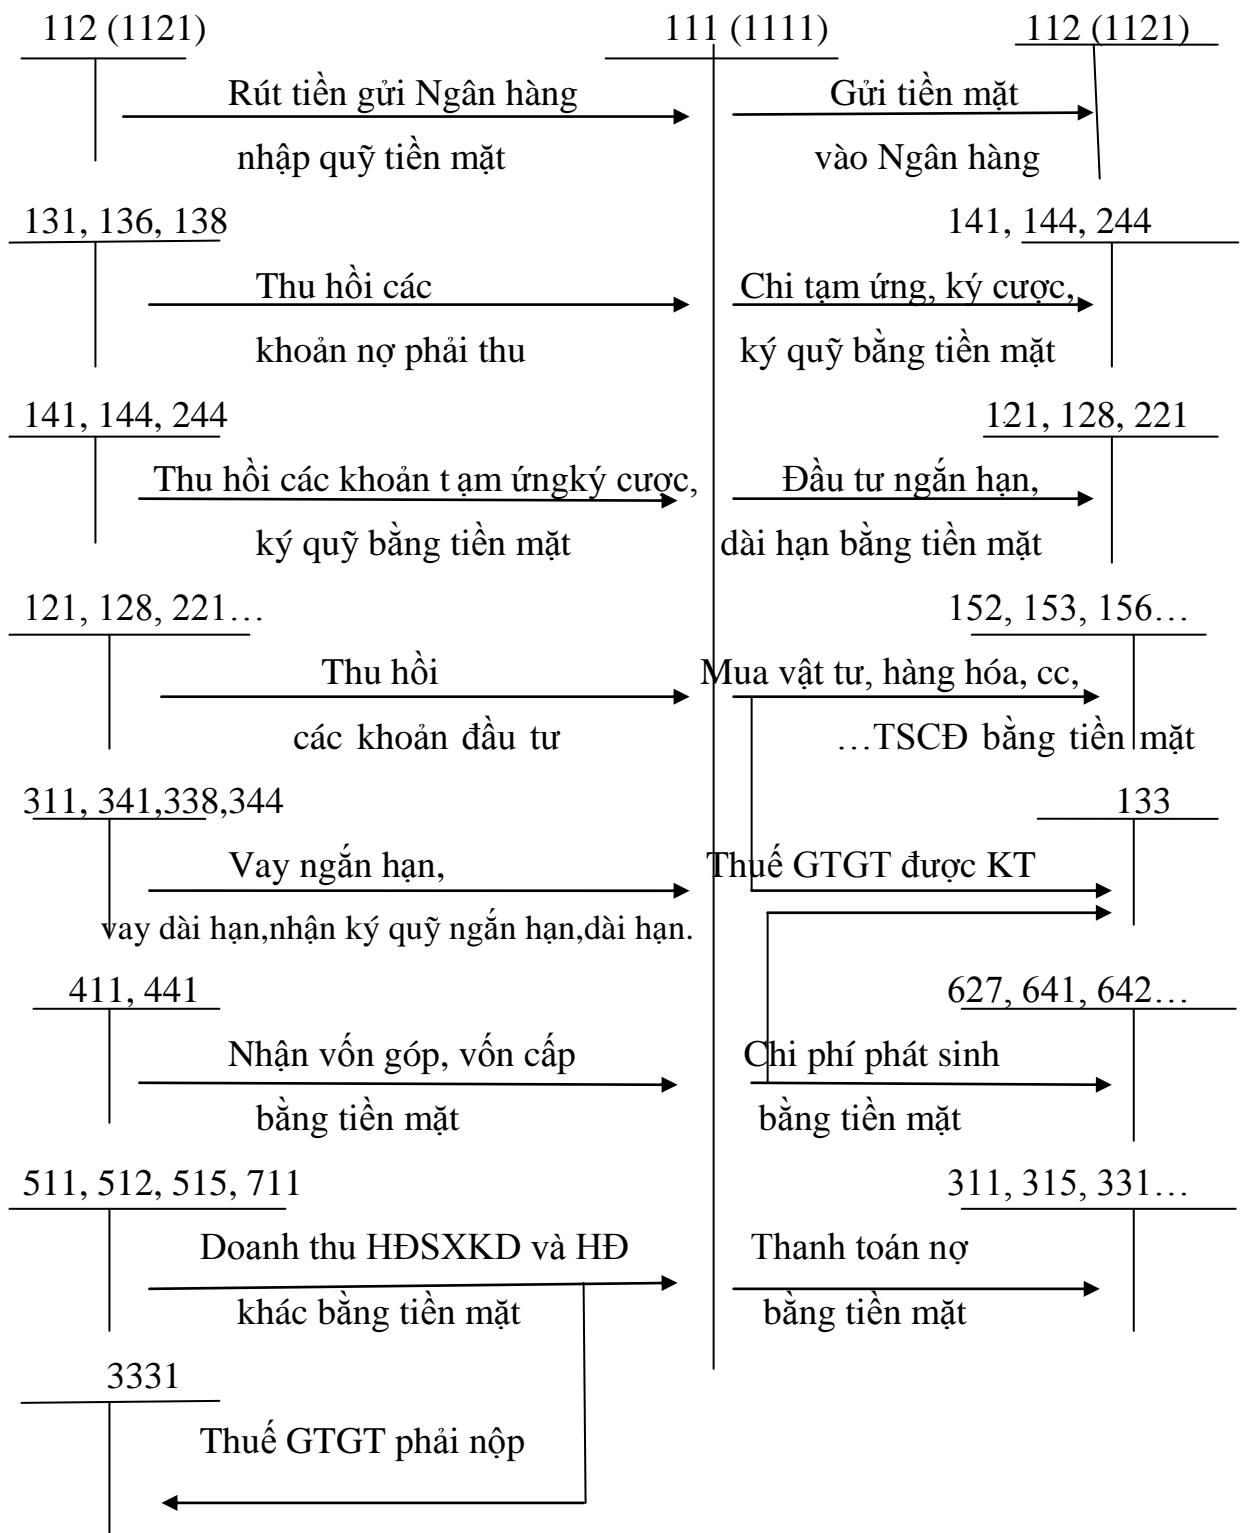 112 (1121)
111 (1111)
112 (1121)
Rút tiền gửi Ngân hàng
Gửi tiền mặt
nhập quỹ tiền mặt
vào Ngân hàng
131, 136, 138
141, 144, 244
Thu hồi các
Chi tạm ứng, ký cược,
khoản nợ phải thu
ký quỹ bằng tiền mặt
141, 144, 244
121, 128, 221
Thu hồi các khoản t ạm ứngký cược,
Đầu tư ngắn hạn,
ký quỹ bằng tiền mặt
dài hạn bằng tiền mặt
121, 128, 221…
152, 153, 156…
Thu hồi
Mua vật tư, hàng hóa, cc,
các khoản đầu tư
…TSCĐ bằng tiền mặt
311, 341,338,344
133
Vay ngắn hạn,
Thuế GTGT được KT
vay dài hạn,nhận ký quỹ ngắn hạn,dài hạn.
411, 441
627, 641, 642…
Nhận vốn góp, vốn cấp
Chi phí phát sinh
bằng tiền mặt
bằng tiền mặt
511, 512, 515, 711
311, 315, 331…
Doanh thu HĐSXKD và HĐ
Thanh toán nợ
khác bằng tiền mặt
bằng tiền mặt
3331
Thuế GTGT phải nộp